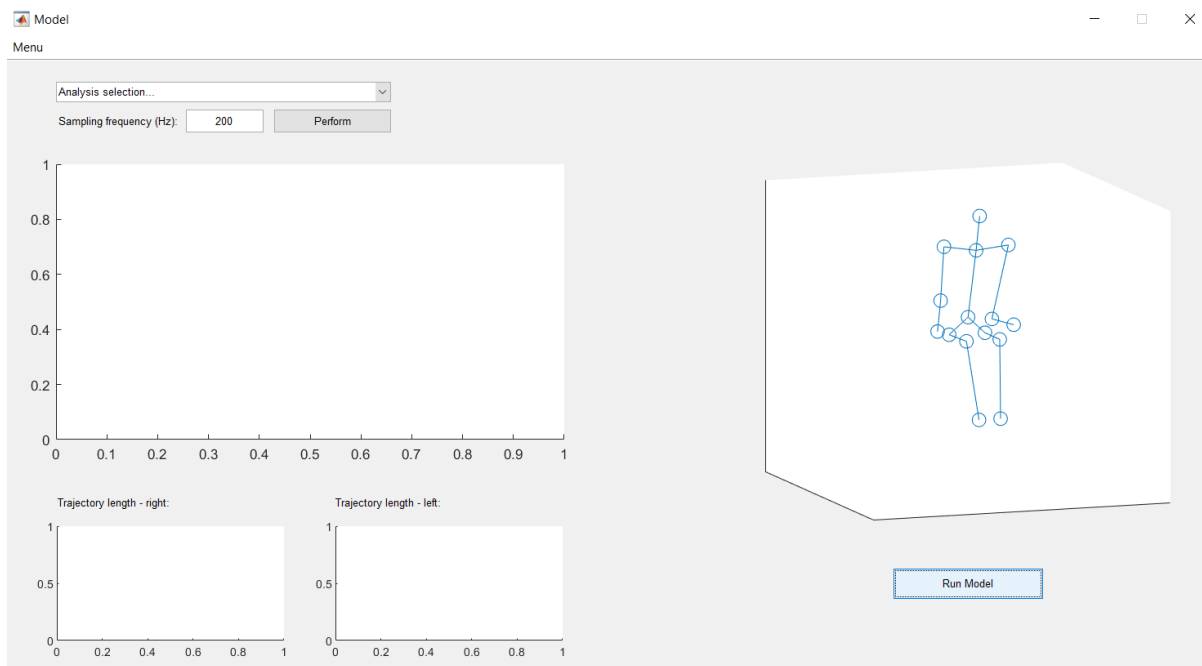 Model
Menu
Analysis selection...
Sampling frequency (Hz): 200 Perform
1
0.8
0.6
0.4
0.2
0
0 0.1 0.2 0.3 0.4 0.5 0.6 0.7 0.8 0.9 1
Trajectory length - right: Trajectory length - left:
1 1
0.5 0.5
0 0
0 0.2 0.4 0.6 0.8 1 0 0.2 0.4 0.6 0.8 1
Run Model